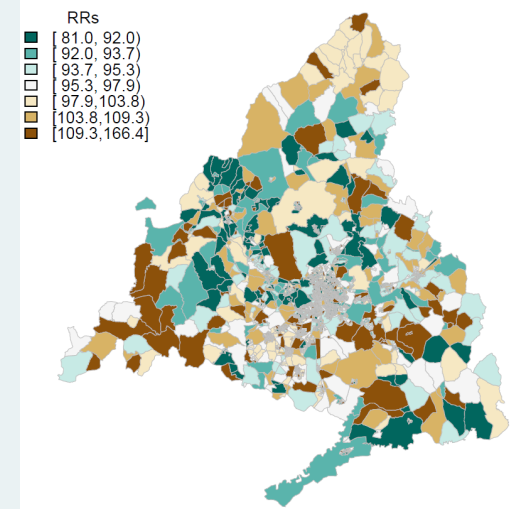 RRs
[ 81.0, 92.0)
[ 92.0, 93.7)
[ 93.7, 95.3)
[ 95.3, 97.9)
[ 97.9,103.8)
[103.8,109.3)
[109.3,166.4]